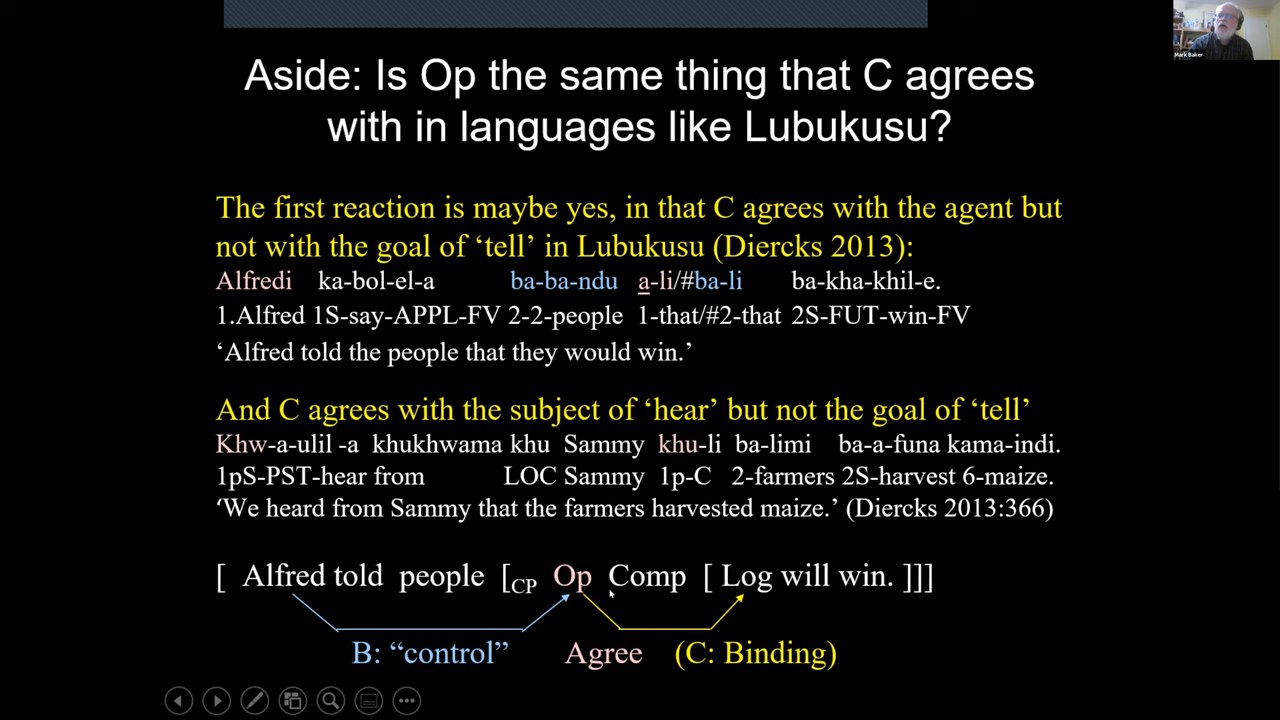 Mark Baker
Aside: Is Op the same thing that C agrees
with in languages like Lubukusu?
The first reaction is maybe yes, in that C agrees with the agent but
not with the goal of ‘tell’ in Lubukusu (Diercks 2013):
Alfredi ka-bol-el-a ba-ba-ndu a-li/#ba-li ba-kha-khil-e.
1.Alfred 1S-say-APPL-FV 2-2-people 1-that/#2-that 2S-FUT-win-FV
‘Alfred told the people that they would win.’
And C agrees with the subject of ‘hear’ but not the goal of ‘tell’
Khw-a-ulil -a khukhwama khu Sammy khu-li ba-limi ba-a-funa kama-indi.
1pS-PST-hear from LOC Sammy 1p-C 2-farmers 2S-harvest 6-maize.
‘We heard from Sammy that the farmers harvested maize.’ (Diercks 2013:366)
[ Alfred told people [CP Op Comp [ Log will win. ]]]
B: “control” Agree (C: Binding)